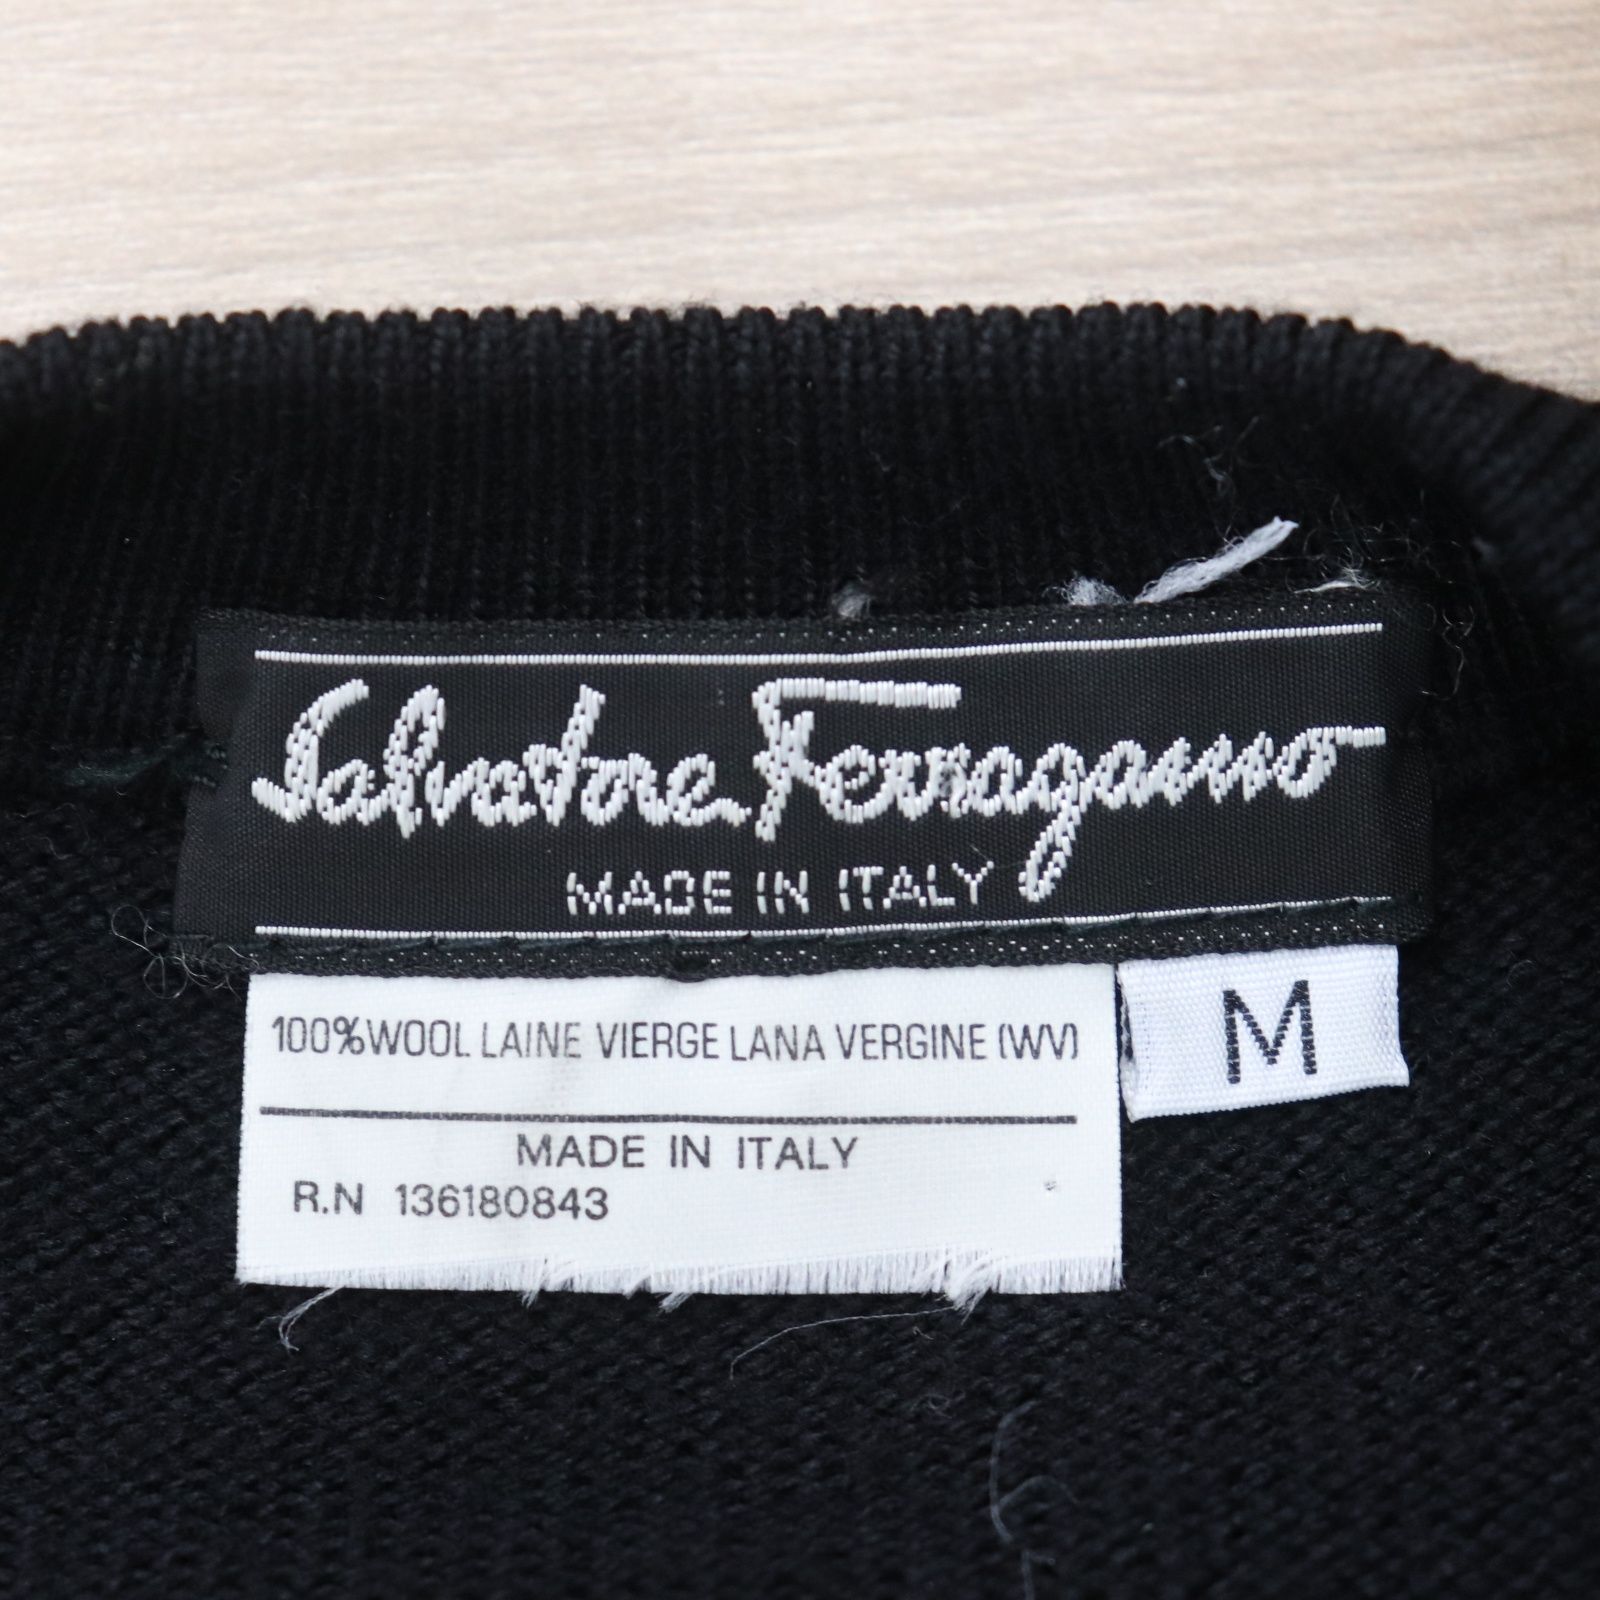 Salvatore Ferragamo
MADE IN ITALY
100%WOOL LAINE VIERGE LANA VERGINE (WV)
M
MADE IN ITALY
R.N 136180843